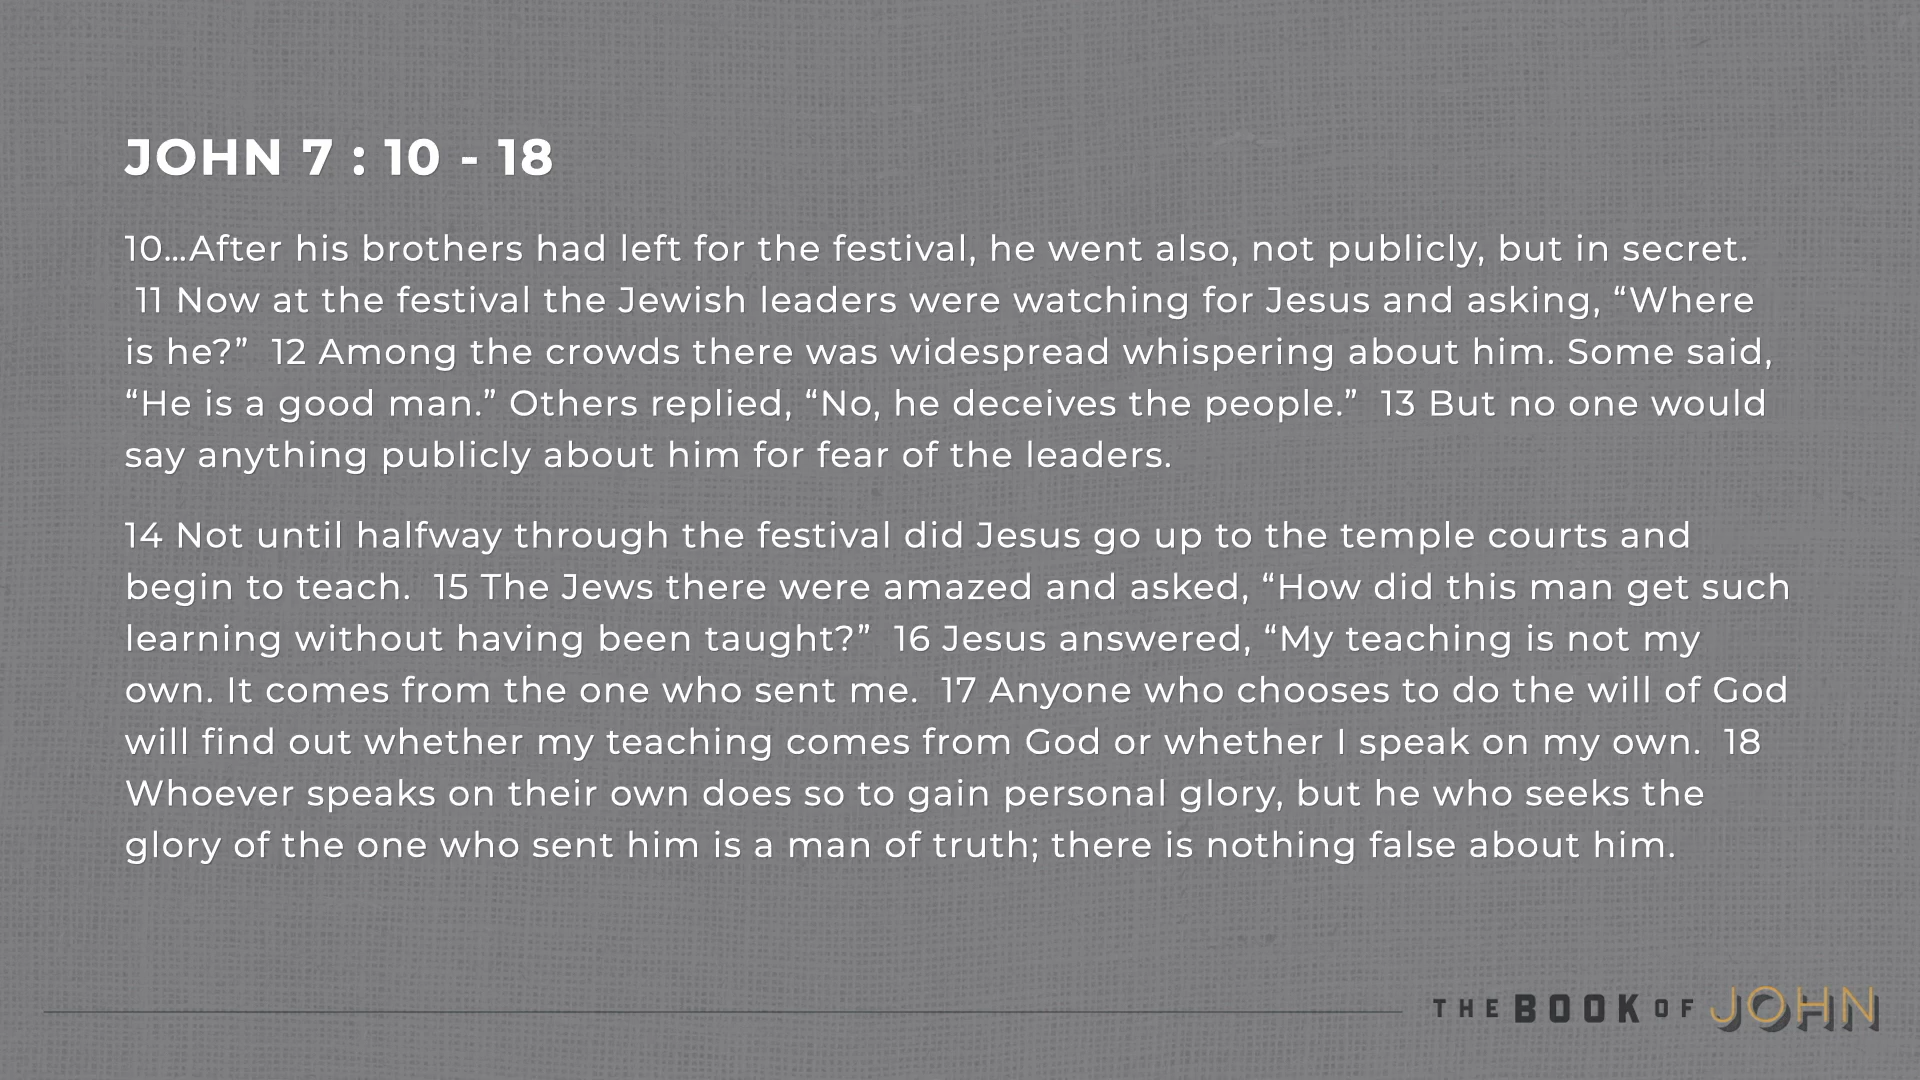 JOHN 7 : 10 - 18
10...After his brothers had left for the festival, he went also, not publicly, but in secret.
11 Now at the festival the Jewish leaders were watching for Jesus and asking, “Where
is he?”  12 Among the crowds there was widespread whispering about him. Some said,
“He is a good man.” Others replied, “No, he deceives the people.”  13 But no one would
say anything publicly about him for fear of the leaders.
14 Not until halfway through the festival did Jesus go up to the temple courts and
begin to teach.  15 The Jews there were amazed and asked, “How did this man get such
learning without having been taught?”  16 Jesus answered, “My teaching is not my
own. It comes from the one who sent me.  17 Anyone who chooses to do the will of God
will find out whether my teaching comes from God or whether I speak on my own.  18
Whoever speaks on their own does so to gain personal glory, but he who seeks the
glory of the one who sent him is a man of truth; there is nothing false about him.
THE BOOK OF JOHN